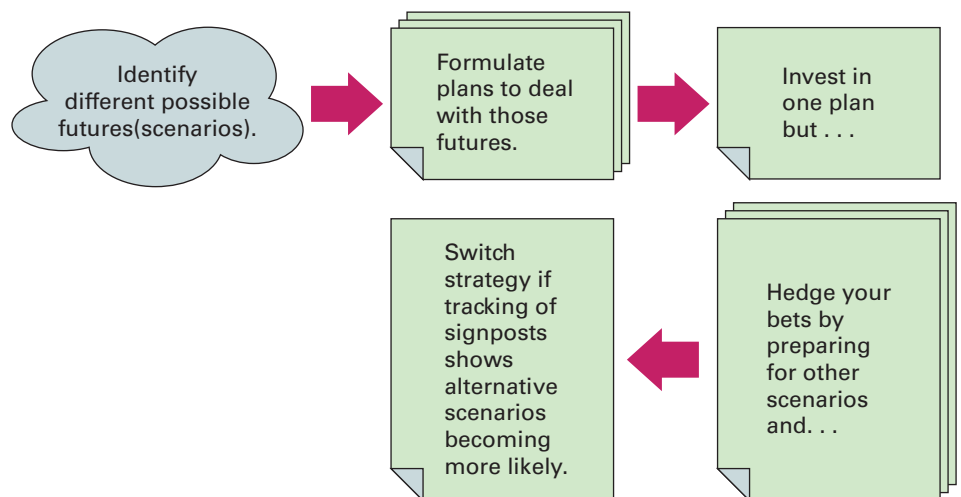 Identify
different possible
futures(scenarios).
Formulate
plans to deal
with those
futures.
Invest in
one plan
but . . .
Hedge your
bets by
preparing
for other
scenarios
and. . .
Switch
strategy if
tracking of
signposts
shows
alternative
scenarios
becoming
more likely.